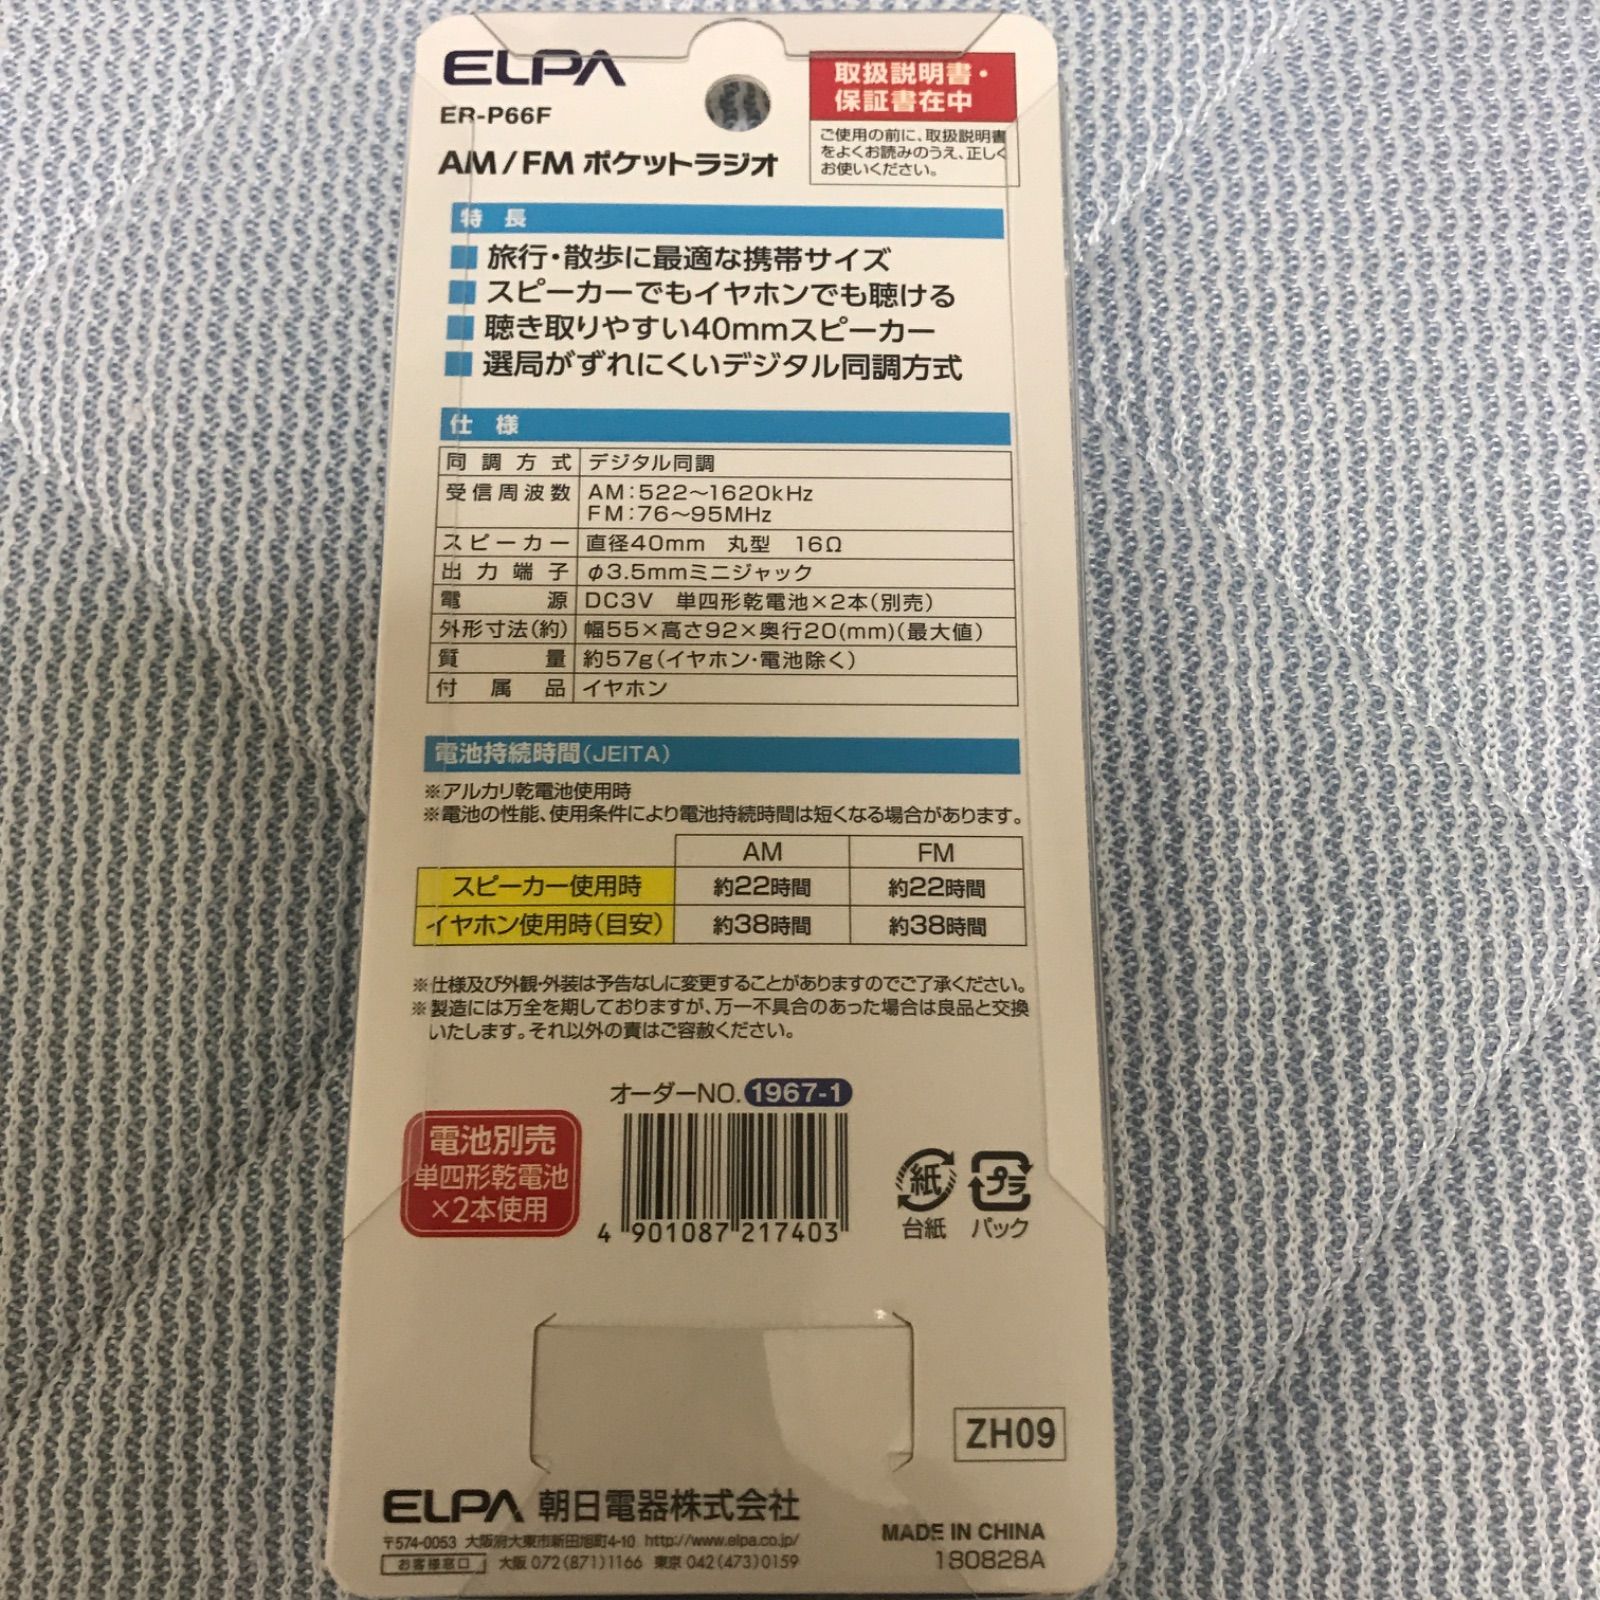 ELPA
ER-P66F
AM/FM ポケットラジオ
取扱説明書・
保証書在中
ご使用の前に、取扱説明書
をよくお読みのうえ、正しく
お使いください。
特 長
旅行・散歩に最適な携帯サイズ
スピーカーでもイヤホンでも聴ける
聴き取りやすい40mmスピーカー
選局がずれにくいデジタル同調方式
仕 様
同調方式 デジタル同調
受信周波数 AM:522～1620kHz
FM:76～95MHz
スピーカー 直径40mm 丸型 16Ω
出力端子 φ3.5mmミニジャック
電源 DC3V 単四形乾電池×2本(別売)
外形寸法(約) 幅55×高さ92×奥行20(mm)(最大値)
質量 約57g(イヤホン・電池除く)
付属品 イヤホン
電池持続時間(JEITA)
※アルカリ乾電池使用時
※電池の性能、使用条件により電池持続時間は短くなる場合があります。
AM FM
スピーカー使用時 約22時間 約22時間
イヤホン使用時(目安) 約38時間 約38時間
※仕様及び外観・外装は予告なしに変更することがありますのでご了承ください。
※製造には万全を期しておりますが、万一不具合のあった場合は良品と交換
いたします。それ以外の責はご容赦ください。
オーダーNO. 1967-1
電池別売
単四形乾電池
×2本使用
4 901087 217403
紙
台紙
プラ
パック
ZH09
ELPA 朝日電器株式会社
〒574-0053 大阪府大東市新田旭町4-10 http://www.elpa.co.jp/
お客様窓口 大阪 072(871)1166 東京 042(473)0159
MADE IN CHINA
180828A